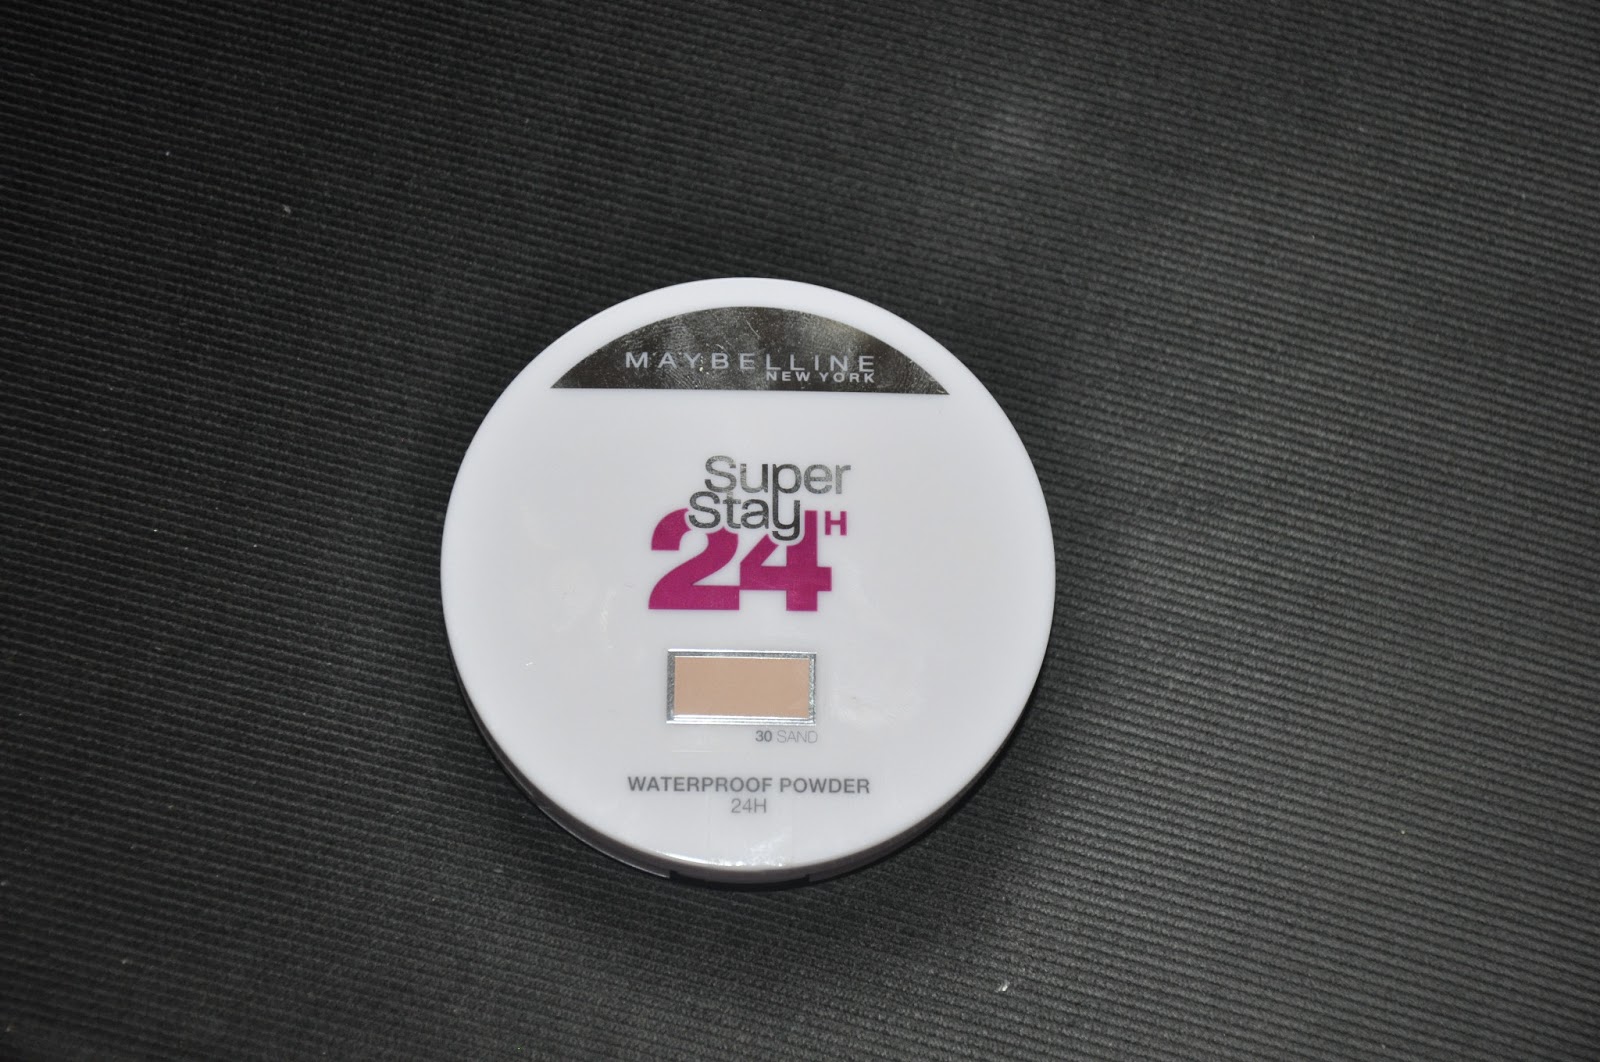 MAYBELLINE
NEW YORK
Super
Stay
24H
30 SAND
WATERPROOF POWDER
24H